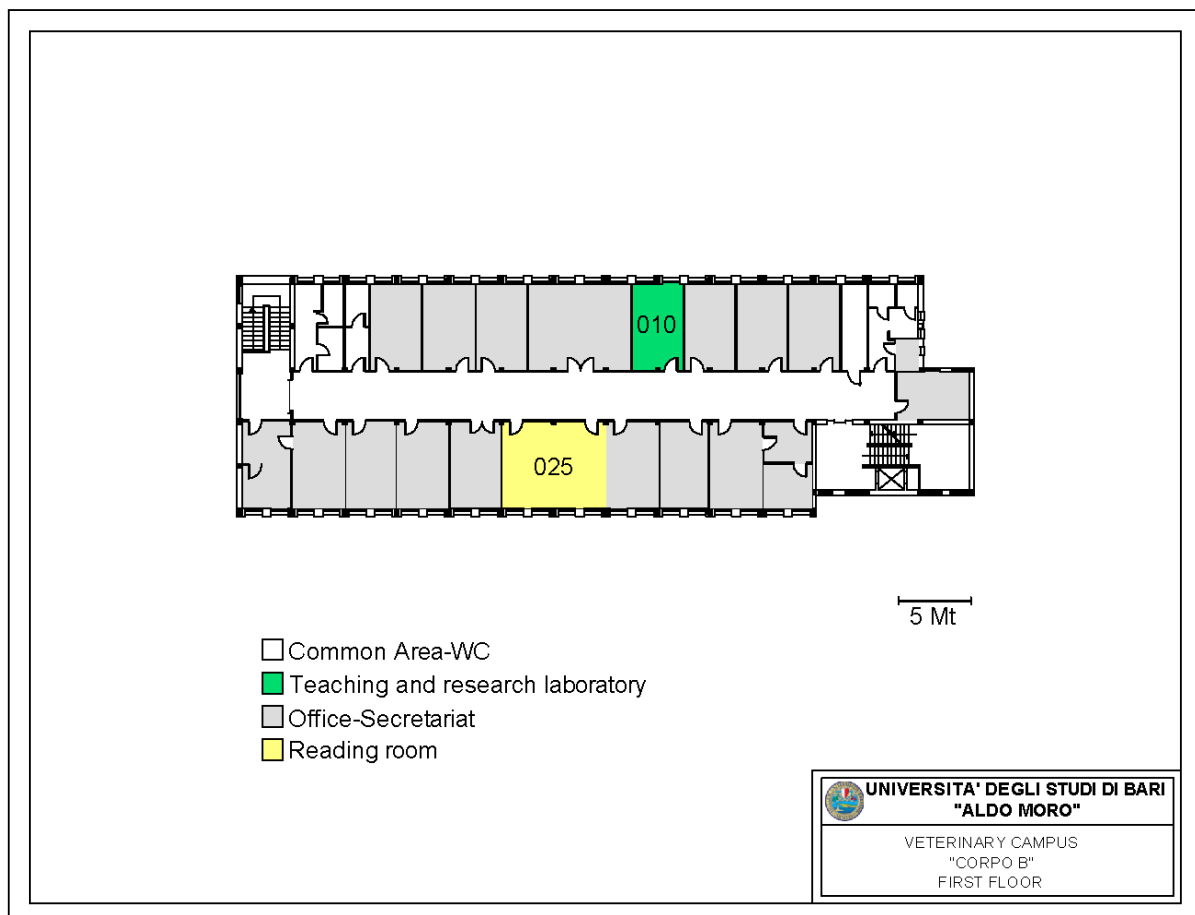 010
025
5 Mt
Common Area-WC
Teaching and research laboratory
Office-Secretariat
Reading room
UNIVERSITA' DEGLI STUDI DI BARI
"ALDO MORO"
VETERINARY CAMPUS
"CORPO B"
FIRST FLOOR